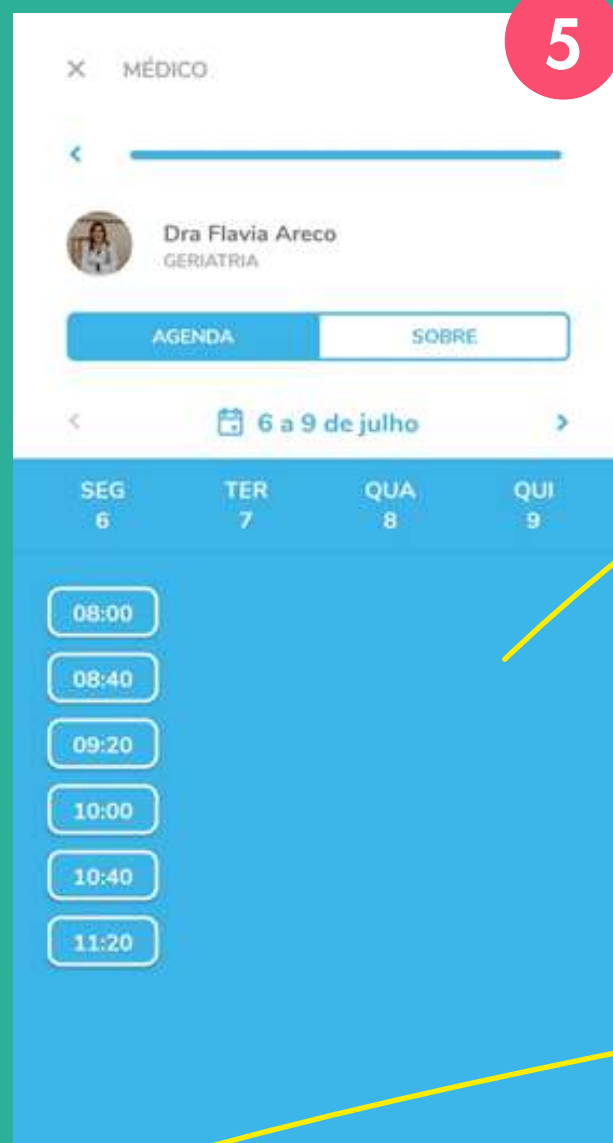 5
× MÉDICO
Dra Flavia Areco
GERIATRIA
AGENDA SOBRE
6 a 9 de julho
SEG TER QUA QUI
6 7 8 9
08:00
08:40
09:20
10:00
10:40
11:20